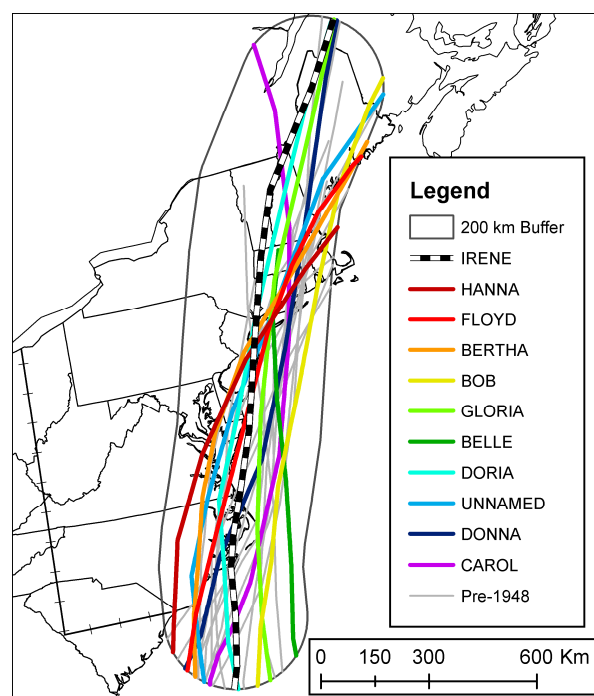 Legend
200 km Buffer
IRENE
HANNA
FLOYD
BERTHA
BOB
GLORIA
BELLE
DORIA
UNNAMED
DONNA
CAROL
Pre-1948
0 150 300 600 Km